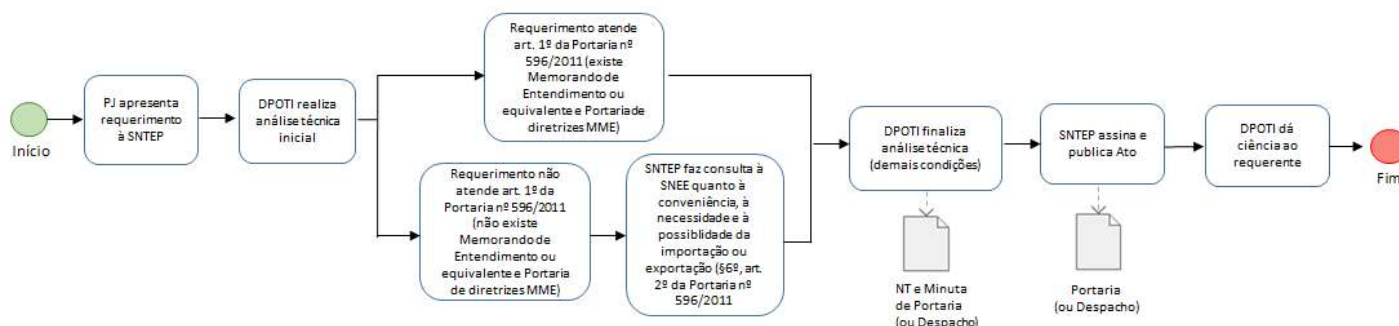 Início
PJ apresenta
requerimento
à SNTEP
DPOTI realiza
análise técnica
inicial
Requerimento atende
art. 1º da Portaria nº
596/2011 (existe
Memorando de
Entendimento ou
equivalente e Portaria de
diretrizes MME)
Requerimento não
atende art. 1º da
Portaria nº 596/2011
(não existe
Memorando de
Entendimento ou
equivalente e Portaria
de diretrizes MME)
SNTEP faz consulta à
SNEE quanto à
conveniência, à
necessidade e à
possiblidade da
importação ou
exportação (§6º, art.
2º da Portaria nº
596/2011
DPOTI finaliza
análise técnica
(demais condições)
NT e Minuta
de Portaria
(ou Despacho)
SNTEP assina e
publica Ato
Portaria
(ou Despacho)
DPOTI dá
ciência ao
requerente
Fim